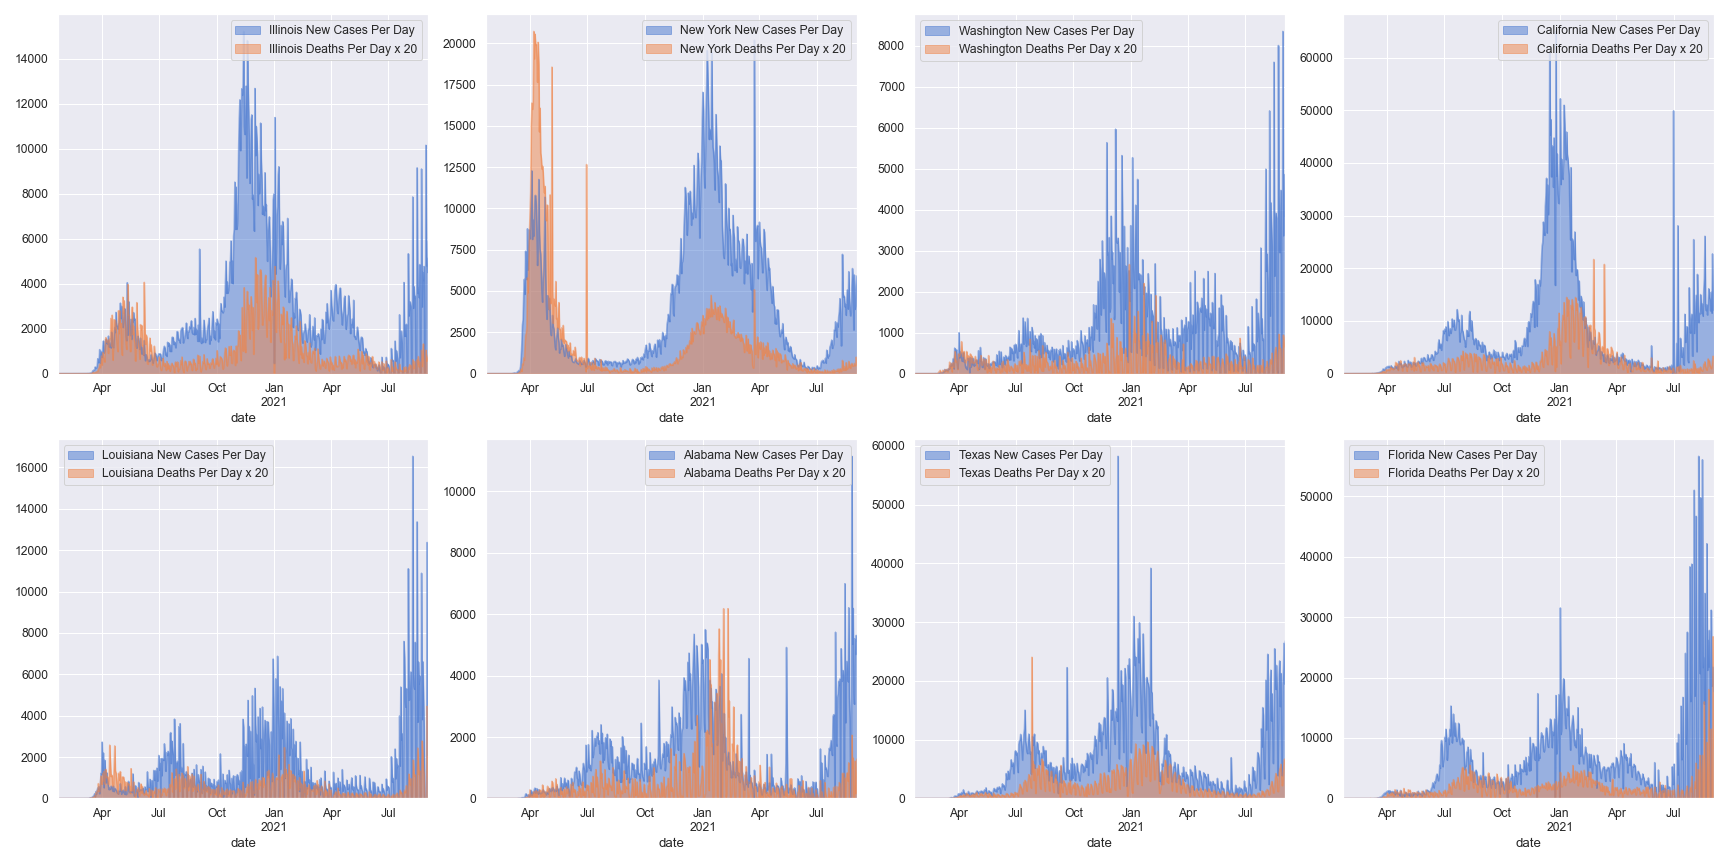 Illinois New Cases Per Day
Illinois Deaths Per Day x 20
14000
12000
10000
8000
6000
4000
2000
0
Apr Jul Oct Jan Apr Jul
2021
date
New York New Cases Per Day
New York Deaths Per Day x 20
20000
17500
15000
12500
10000
7500
5000
2500
0
Apr Jul Oct Jan Apr Jul
2021
date
Washington New Cases Per Day
Washington Deaths Per Day x 20
8000
7000
6000
5000
4000
3000
2000
1000
0
Apr Jul Oct Jan Apr Jul
2021
date
California New Cases Per Day
California Deaths Per Day x 20
60000
50000
40000
30000
20000
10000
0
Apr Jul Oct Jan Apr Jul
2021
date
Louisiana New Cases Per Day
Louisiana Deaths Per Day x 20
16000
14000
12000
10000
8000
6000
4000
2000
0
Apr Jul Oct Jan Apr Jul
2021
date
Alabama New Cases Per Day
Alabama Deaths Per Day x 20
10000
8000
6000
4000
2000
0
Apr Jul Oct Jan Apr Jul
2021
date
Texas New Cases Per Day
Texas Deaths Per Day x 20
60000
50000
40000
30000
20000
10000
0
Apr Jul Oct Jan Apr Jul
2021
date
Florida New Cases Per Day
Florida Deaths Per Day x 20
50000
40000
30000
20000
10000
0
Apr Jul Oct Jan Apr Jul
2021
date